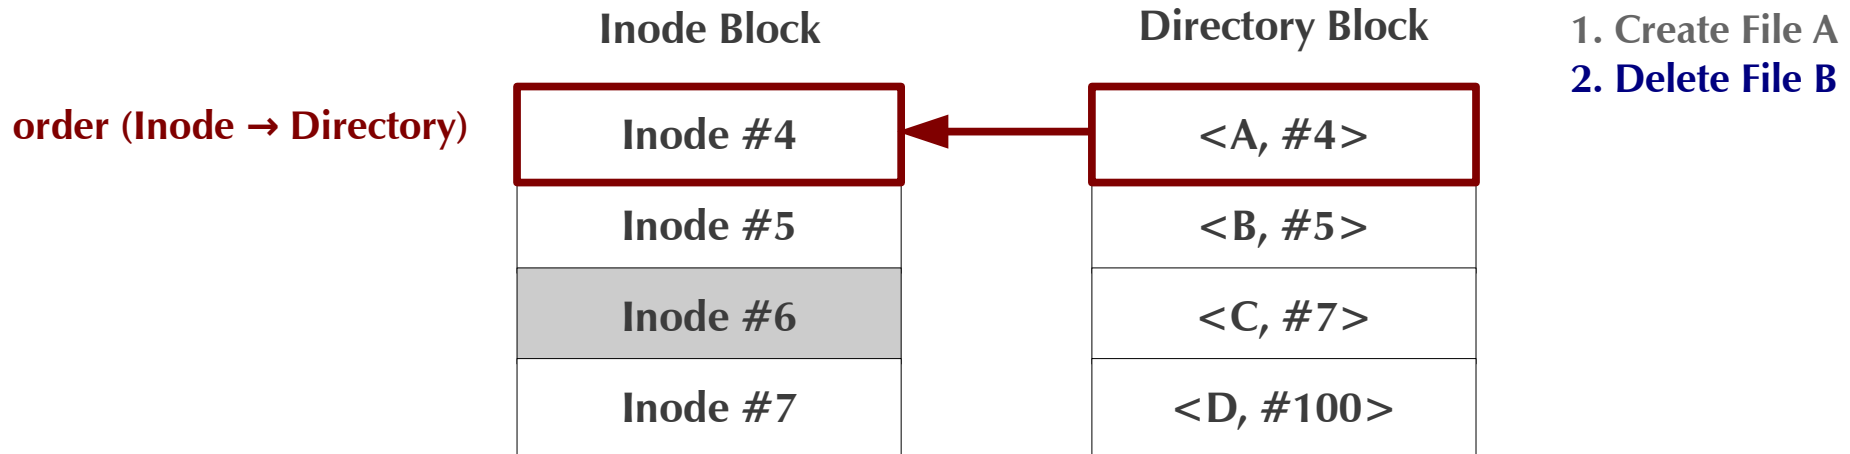 Inode Block
Directory Block
1. Create File A
2. Delete File B
order (Inode → Directory)
Inode #4
<A, #4>
Inode #5
<B, #5>
Inode #6
<C, #7>
Inode #7
<D, #100>